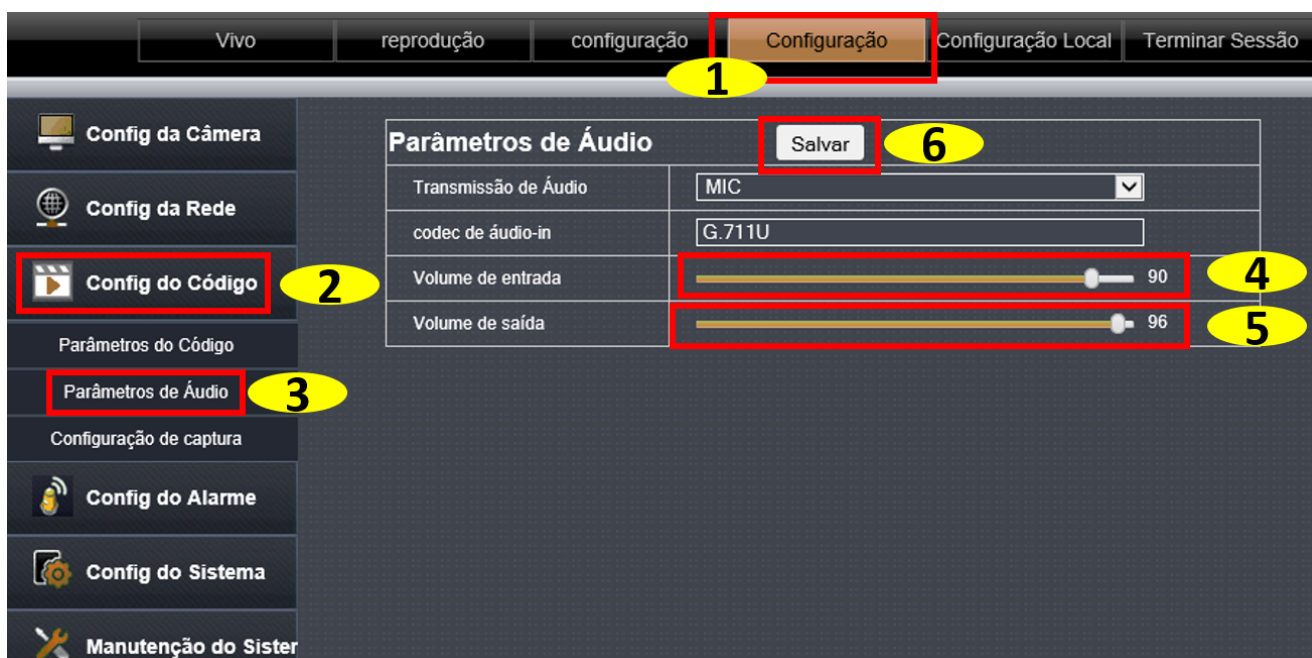 Vivo reprodução configuração Configuração Configuração Local Terminar Sessão
1
Config da Câmera
Config da Rede
Config do Código 2
Parâmetros do Código
Parâmetros de Áudio 3
Configuração de captura
Config do Alarme
Config do Sistema
Manutenção do Sister
Parâmetros de Áudio Salvar 6
Transmissão de Áudio MIC
codec de áudio-in G.711U
Volume de entrada 90 4
Volume de saída 96 5